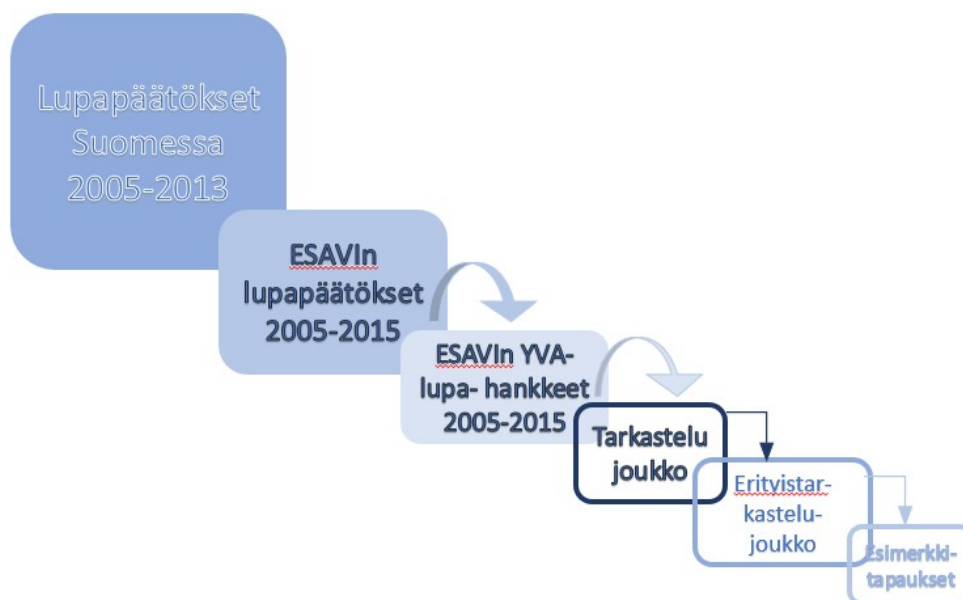 Lupapäätökset
Suomessa
2005-2013
ESAVIn
lupapäätökset
2005-2015
ESAVIn YVA-
lupa- hankkeet
2005-2015
Tarkastelu
joukko
Eritvistar-
kastelu-
joukko
Esimerkki-
tapaukset